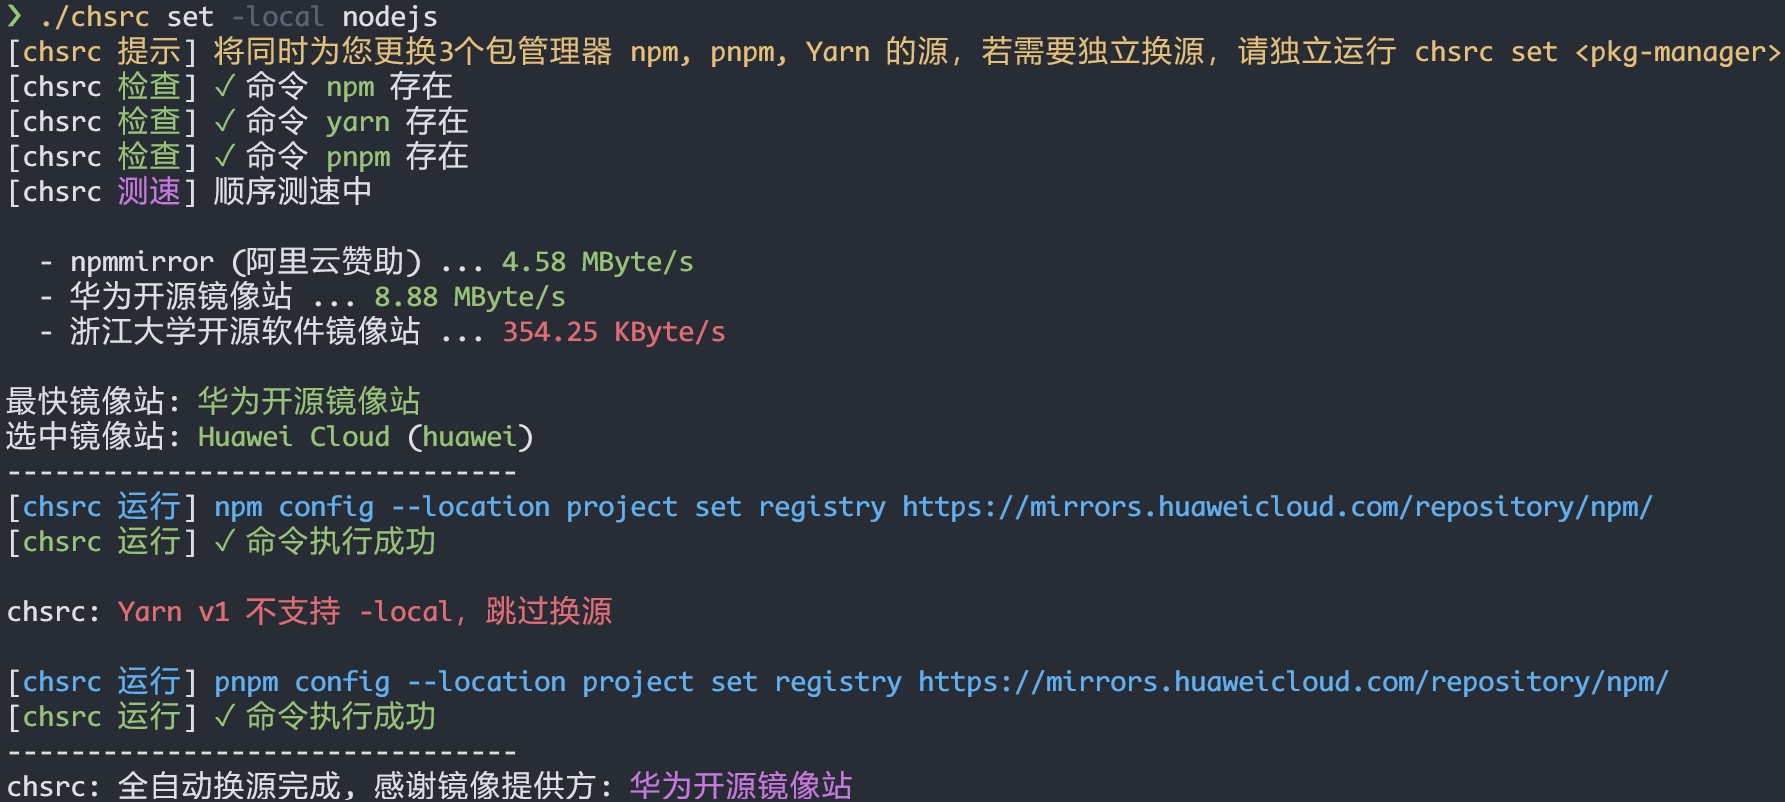 ❯ ./chsrc set -local nodejs
[chsrc 提示] 将同时为您更换3个包管理器 npm, pnpm, Yarn 的源，若需要独立换源，请独立运行 chsrc set <pkg-manager>
[chsrc 检查] ✓ 命令 npm 存在
[chsrc 检查] ✓ 命令 yarn 存在
[chsrc 检查] ✓ 命令 pnpm 存在
[chsrc 测速] 顺序测速中
- npmmirror (阿里云赞助) ... 4.58 MByte/s
- 华为开源镜像站 ... 8.88 MByte/s
- 浙江大学开源软件镜像站 ... 354.25 KByte/s
最快镜像站: 华为开源镜像站
选中镜像站: Huawei Cloud (huawei)
--------------------------------
[chsrc 运行] npm config --location project set registry https://mirrors.huaweicloud.com/repository/npm/
[chsrc 运行] ✓ 命令执行成功
chsrc: Yarn v1 不支持 -local，跳过换源
[chsrc 运行] pnpm config --location project set registry https://mirrors.huaweicloud.com/repository/npm/
[chsrc 运行] ✓ 命令执行成功
--------------------------------
chsrc: 全自动换源完成，感谢镜像提供方: 华为开源镜像站